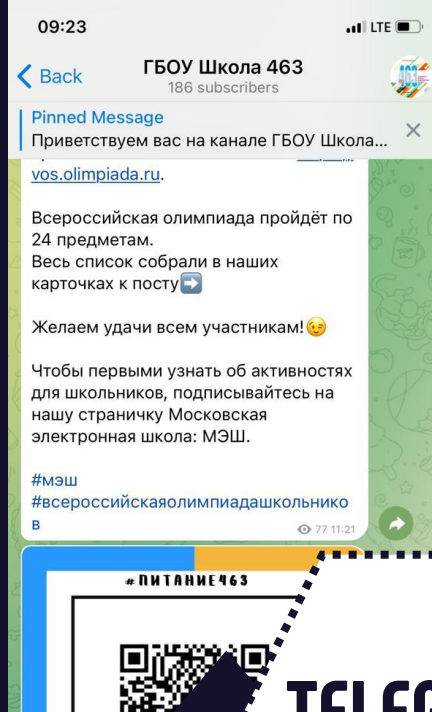 09:23
LTE
Back
ГБОУ Школа 463
186 subscribers
463
Pinned Message
Приветствуем вас на канале ГБОУ Школа...
vos.olimpiada.ru.
Всероссийская олимпиада пройдёт по
24 предметам.
Весь список собрали в наших
карточках к посту➡️
Желаем удачи всем участникам!😉
Чтобы первыми узнать об активностях
для школьников, подписывайтесь на
нашу страничку Московская
электронная школа: МЭШ.
#мэш
#всероссийскаяолимпиадашкольнико
в
77 11:21
#ПИТАНИЕ463